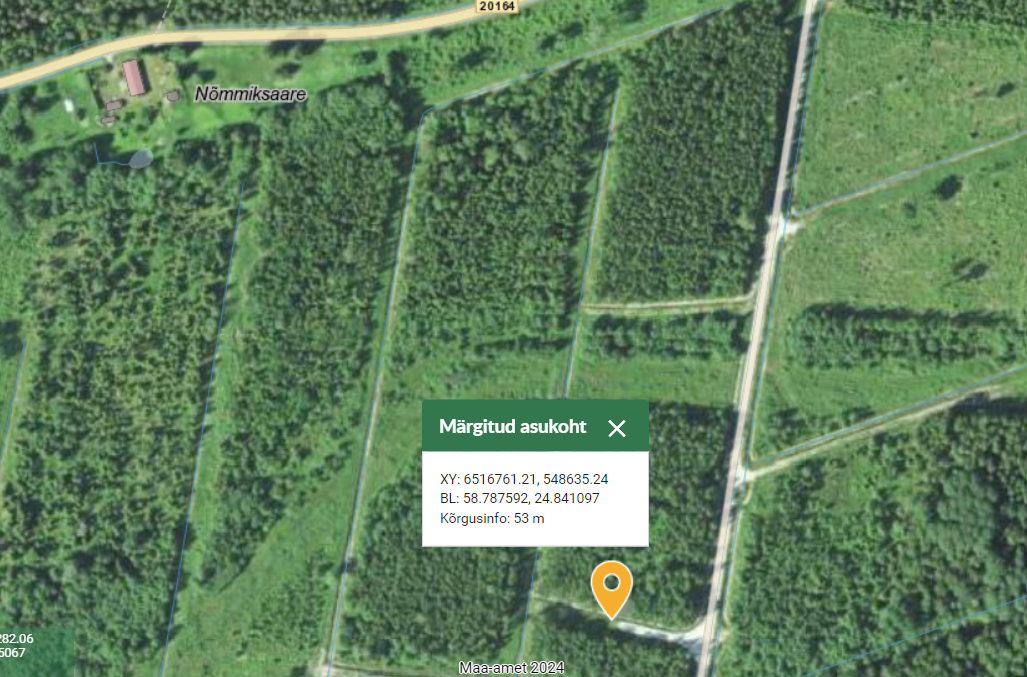 20164
Nõmmiksaare
Märgitud asukoht
XY: 6516761.21, 548635.24
BL: 58.787592, 24.841097
Kõrgusinfo: 53 m
282.06
5067
Maa-amet 2024